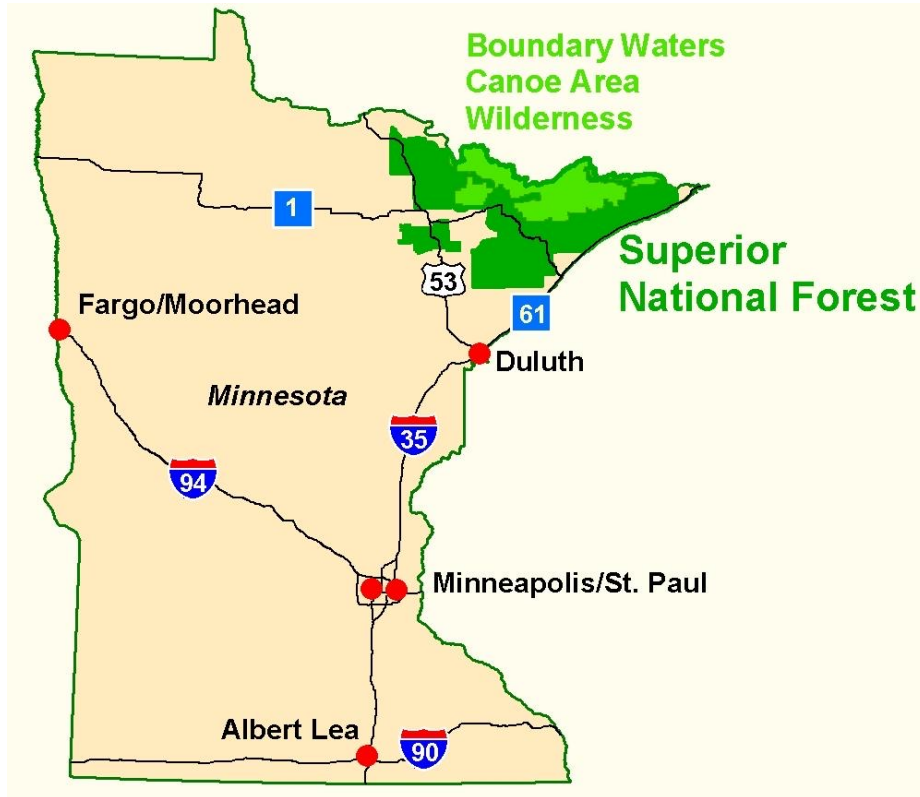 Boundary Waters
Canoe Area
Wilderness
1
Superior
National Forest
53
Fargo/Moorhead
61
Duluth
Minnesota
35
94
Minneapolis/St. Paul
Albert Lea
90